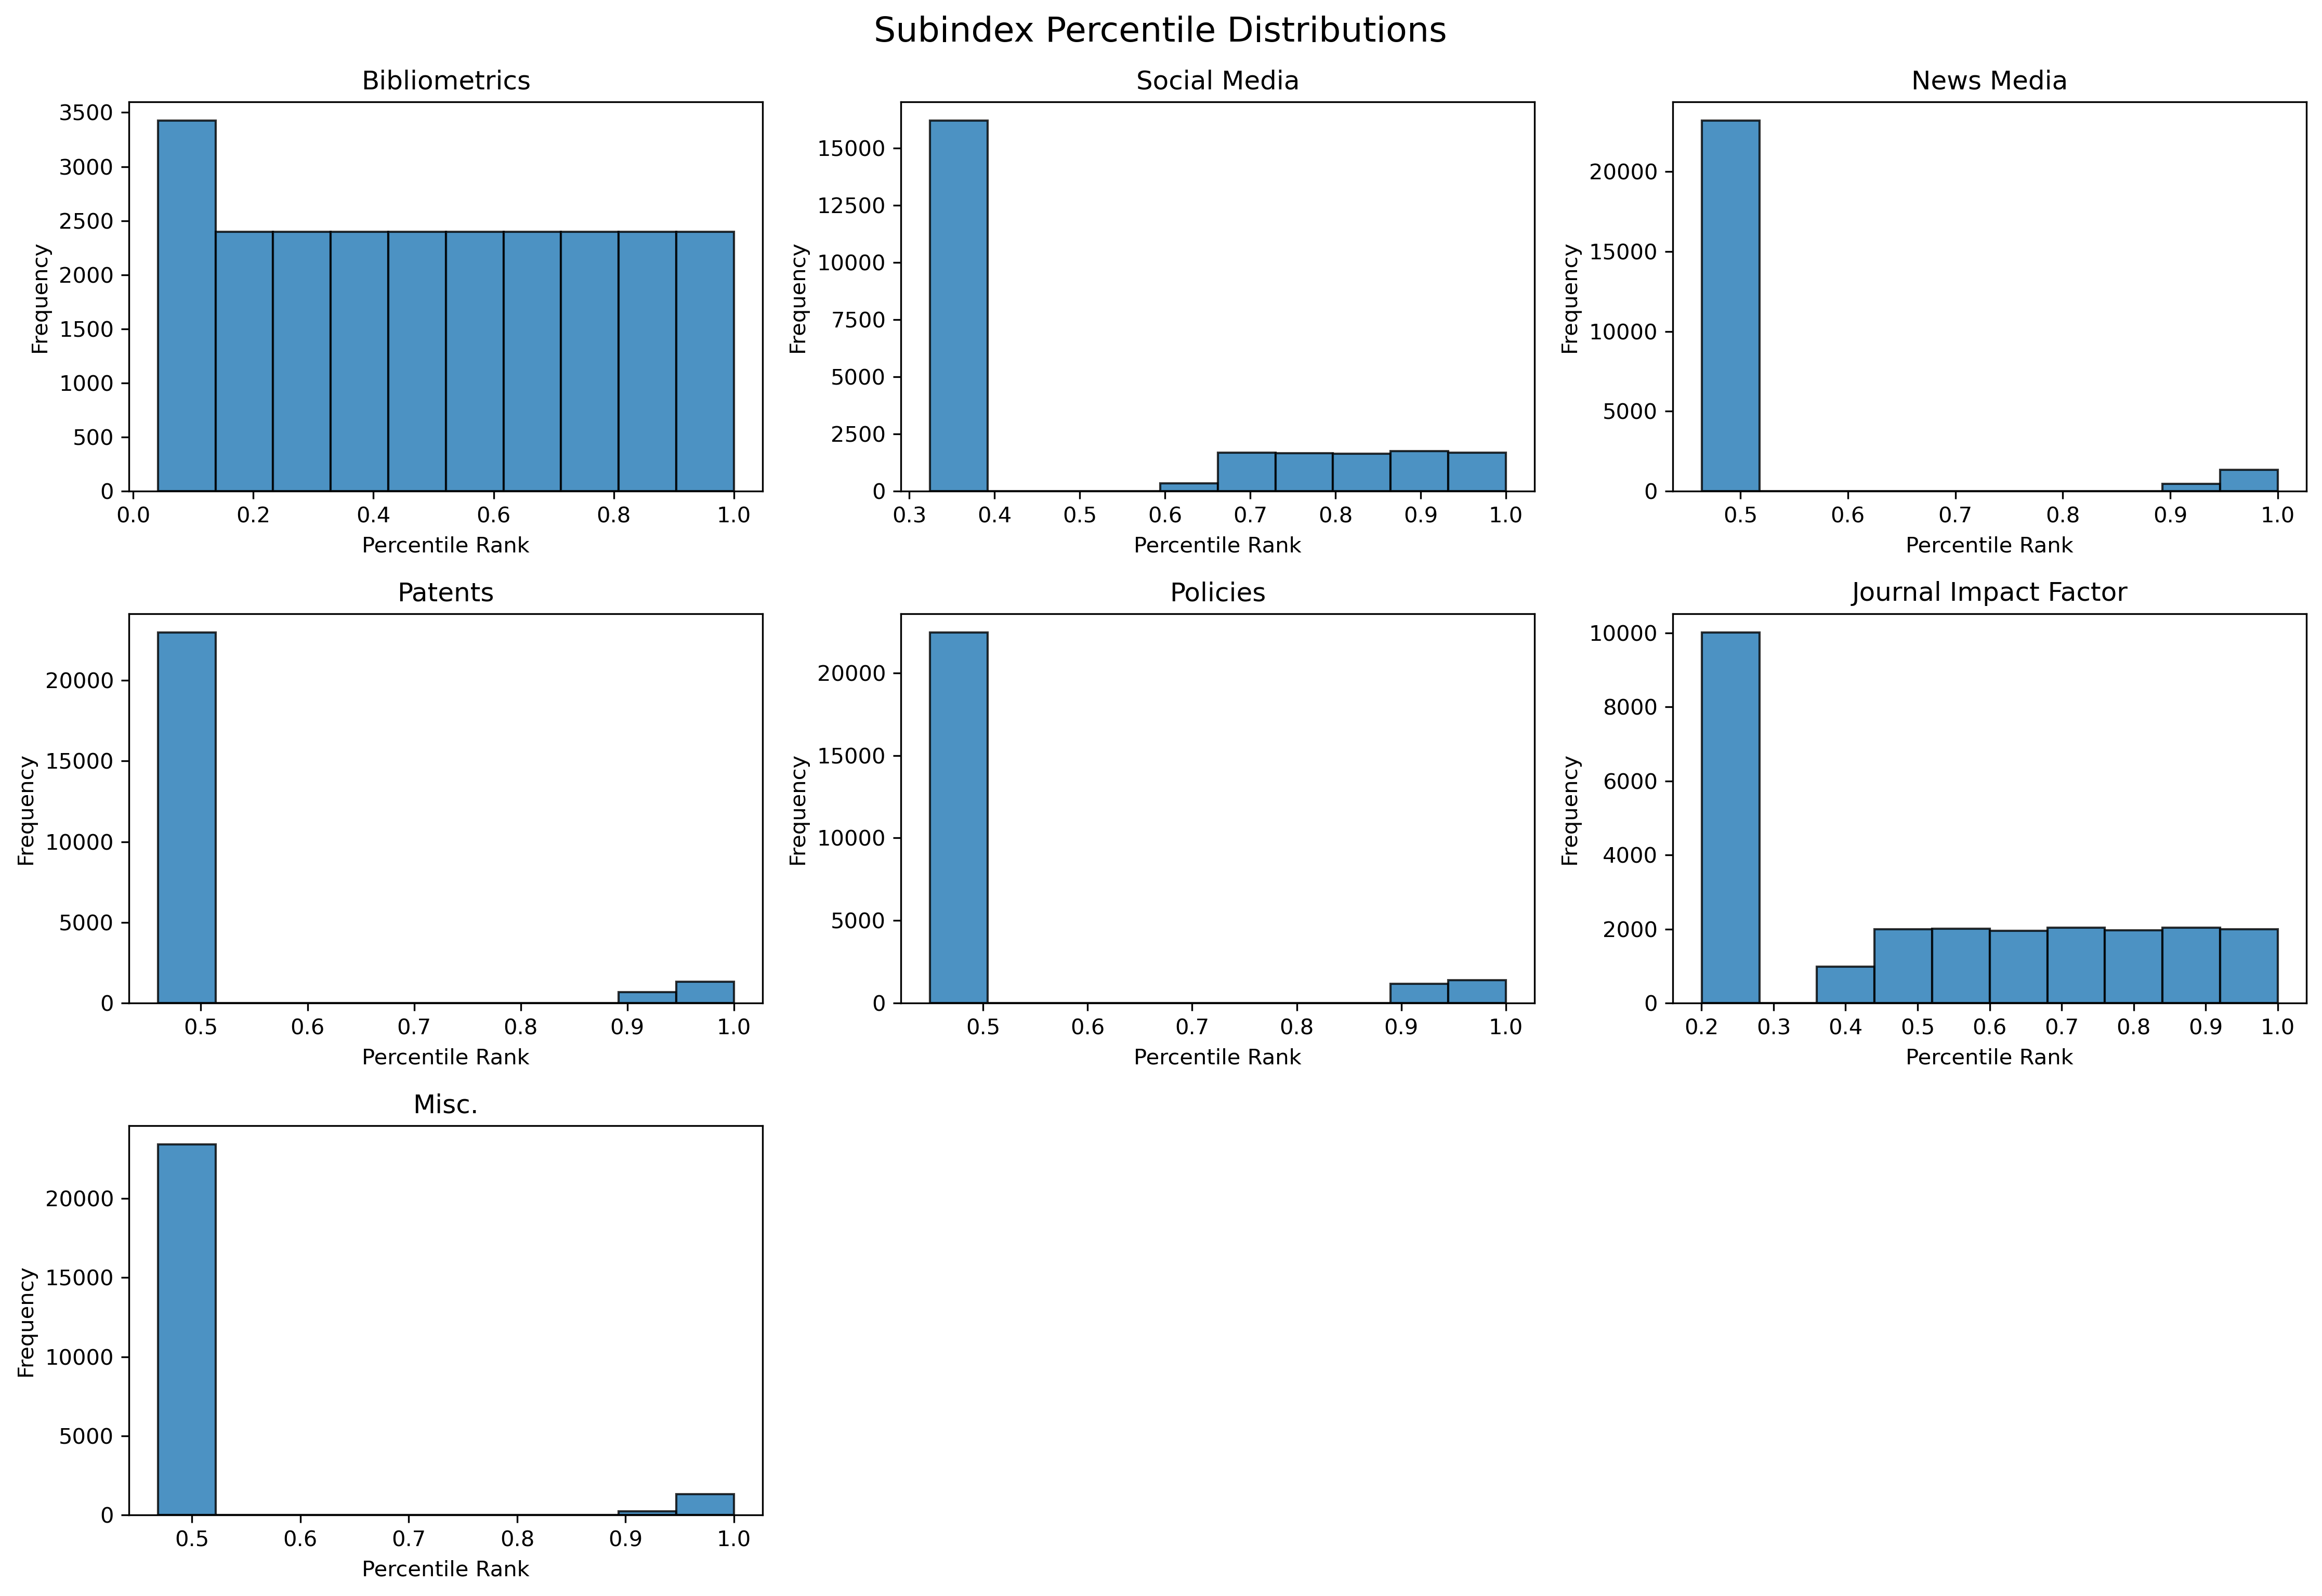 Subindex Percentile Distributions
Bibliometrics
Frequency
3500
3000
2500
2000
1500
1000
500
0
0.0 0.2 0.4 0.6 0.8 1.0
Percentile Rank
Social Media
Frequency
15000
12500
10000
7500
5000
2500
0
0.3 0.4 0.5 0.6 0.7 0.8 0.9 1.0
Percentile Rank
News Media
Frequency
20000
15000
10000
5000
0
0.5 0.6 0.7 0.8 0.9 1.0
Percentile Rank
Patents
Frequency
20000
15000
10000
5000
0
0.5 0.6 0.7 0.8 0.9 1.0
Percentile Rank
Policies
Frequency
20000
15000
10000
5000
0
0.5 0.6 0.7 0.8 0.9 1.0
Percentile Rank
Journal Impact Factor
Frequency
10000
8000
6000
4000
2000
0
0.2 0.3 0.4 0.5 0.6 0.7 0.8 0.9 1.0
Percentile Rank
Misc.
Frequency
20000
15000
10000
5000
0
0.5 0.6 0.7 0.8 0.9 1.0
Percentile Rank